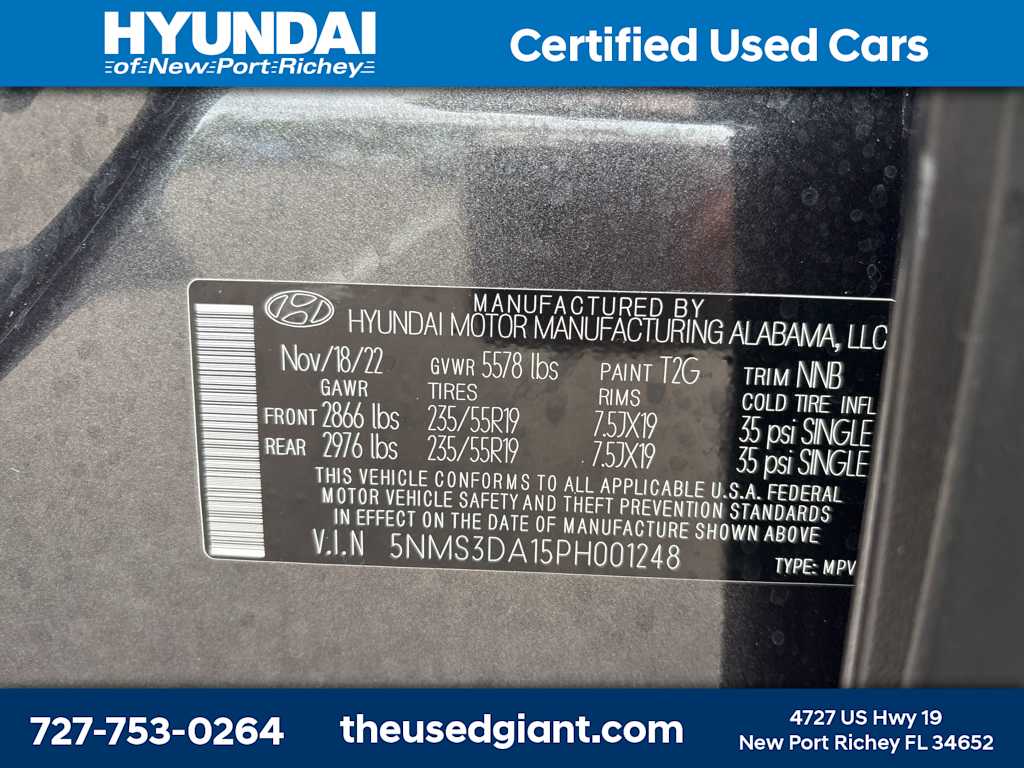 HYUNDAI
of New Port Richey
Certified Used Cars
MANUFACTURED BY
HYUNDAI MOTOR MANUFACTURING ALABAMA, LLC
Nov/18/22 GVWR 5578 lbs PAINT T2G TRIM NNB
GAWR TIRES RIMS COLD TIRE INFL
FRONT 2866 lbs 235/55R19 7.5JX19 35 psi SINGLE
REAR 2976 lbs 235/55R19 7.5JX19 35 psi SINGLE
THIS VEHICLE CONFORMS TO ALL APPLICABLE U.S.A. FEDERAL
MOTOR VEHICLE SAFETY AND THEFT PREVENTION STANDARDS
IN EFFECT ON THE DATE OF MANUFACTURE SHOWN ABOVE
V.I.N 5NMS3DA15PH001248
TYPE: MPV
727-753-0264
theusedgiant.com
4727 US Hwy 19
New Port Richey FL 34652